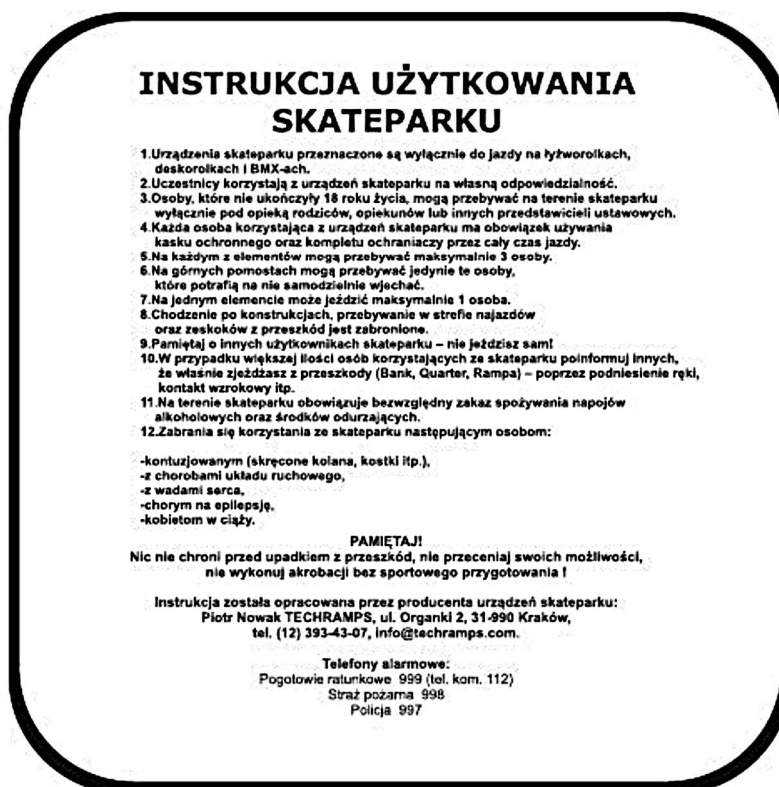 INSTRUKCJA UŻYTKOWANIA
SKATEPARKU
1.Urządzenia skateparku przeznaczone są wyłącznie do jazdy na łyżworolkach,
deskorolkach i BMX-ach.
2.Uczestnicy korzystają z urządzeń skateparku na własną odpowiedzialność.
3.Osoby, które nie ukończyły 18 roku życia, mogą przebywać na terenie skateparku
wyłącznie pod opieką rodziców, opiekunów lub innych przedstawicieli ustawowych.
4.Każda osoba korzystająca z urządzeń skateparku ma obowiązek używania
kasku ochronnego oraz kompletu ochraniaczy przez cały czas jazdy.
5.Na każdym z elementów mogą przebywać maksymalnie 3 osoby.
6.Na górnych pomostach mogą przebywać jedynie te osoby,
które potrafią na nie samodzielnie wjechać.
7.Na jednym elemencie może jeździć maksymalnie 1 osoba.
8.Chodzenie po konstrukcjach, przebywanie w strefie najazdów
oraz zeskoków z przeszkód jest zabronione.
9.Pamiętaj o innych użytkownikach skateparku – nie jeździsz sam!
10.W przypadku większej ilości osób korzystających ze skateparku poinformuj innych,
że właśnie zjeżdżasz z przeszkody (Bank, Quarter, Rampa) – poprzez podniesienie ręki,
kontakt wzrokowy itp.
11.Na terenie skateparku obowiązuje bezwzględny zakaz spożywania napojów
alkoholowych oraz środków odurzających.
12.Zabrania się korzystania ze skateparku następującym osobom:
-kontuzjowanym (skręcone kolana, kostki itp.),
-z chorobami układu ruchowego,
-z wadami serca,
-chorym na epilepsję,
-kobietom w ciąży.
PAMIĘTAJ!
Nic nie chroni przed upadkiem z przeszkód, nie przeceniaj swoich możliwości,
nie wykonuj akrobacji bez sportowego przygotowania !
Instrukcja została opracowana przez producenta urządzeń skateparku:
Piotr Nowak TECHRAMPS, ul. Organki 2, 31-990 Kraków,
tel. (12) 393-43-07, info@techramps.com.
Telefony alarmowe:
Pogotowie ratunkowe 999 (tel. kom. 112)
Straż pożarna 998
Policja 997